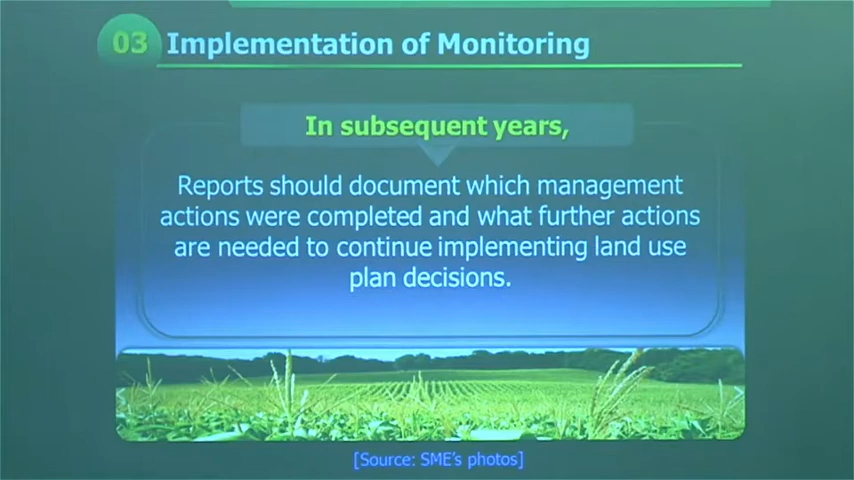 03 Implementation of Monitoring
In subsequent years,
Reports should document which management
actions were completed and what further actions
are needed to continue implementing land use
plan decisions.
[Source: SME's photos]